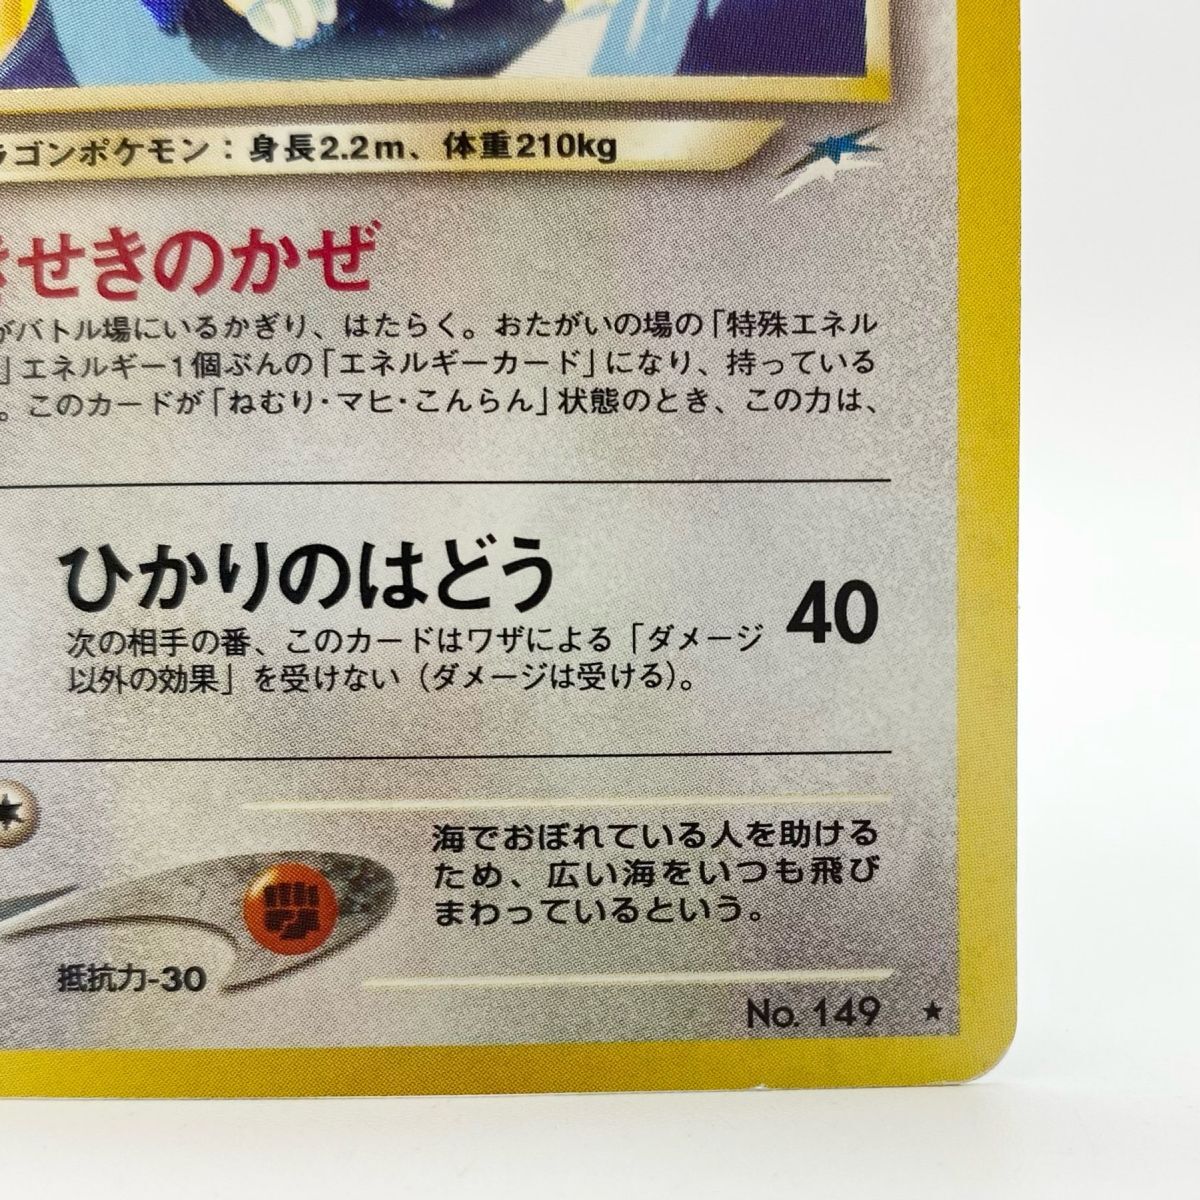 ラゴンポケモン：身長2.2m、体重210kg
きせきのかぜ
がバトル場にいるかぎり、はたらく。おたがいの場の「特殊エネル
」エネルギー1個ぶんの「エネルギーカード」になり、持っている
。このカードが「ねむり・マヒ・こんらん」状態のとき、この力は、
ひかりのはどう
40
次の相手の番、このカードはワザによる「ダメージ
以外の効果」を受けない（ダメージは受ける）。
海でおぼれている人を助ける
ため、広い海をいつも飛び
まわっているという。
抵抗力-30
No. 149 ★